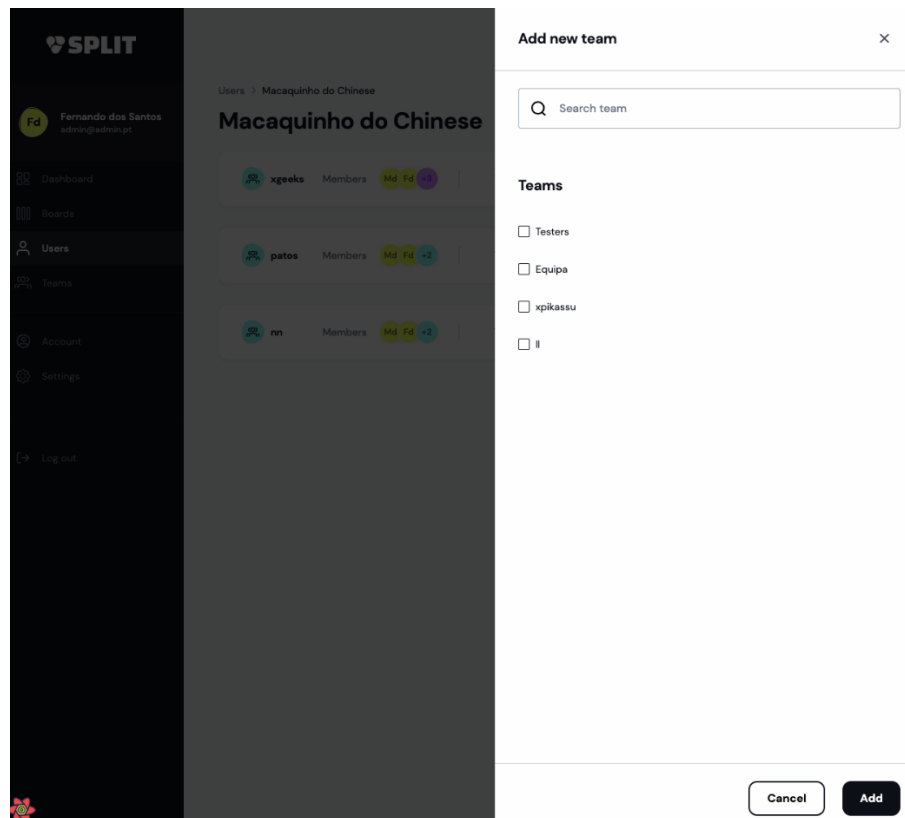 SPLIT
Fd
Fernando dos Santos
admin@admin.pt
Dashboard
Boards
Users
Teams
Account
Settings
Log out
Users > Macaquinho do Chinese
Macaquinho do Chinese
xgeeks Members Md Fd +3
patos Members Md Fd +2
nn Members Md Fd +2
Add new team
Search team
Teams
Testers
Equipa
xpikassu
ll
Cancel Add